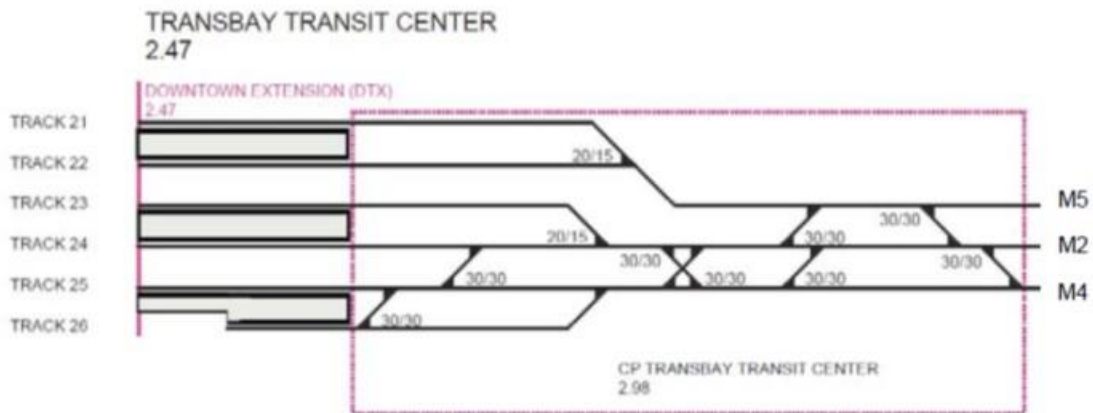 TRANSBAY TRANSIT CENTER
2.47
DOWNTOWN EXTENSION (DTX)
2.47
TRACK 21
TRACK 22
20/15
TRACK 23
M5
30/30
TRACK 24
20/15
30/30
M2
30/30
30/30
30/30
30/30
30/30
TRACK 25
M4
TRACK 26
30/30
CP TRANSBAY TRANSIT CENTER
2.98